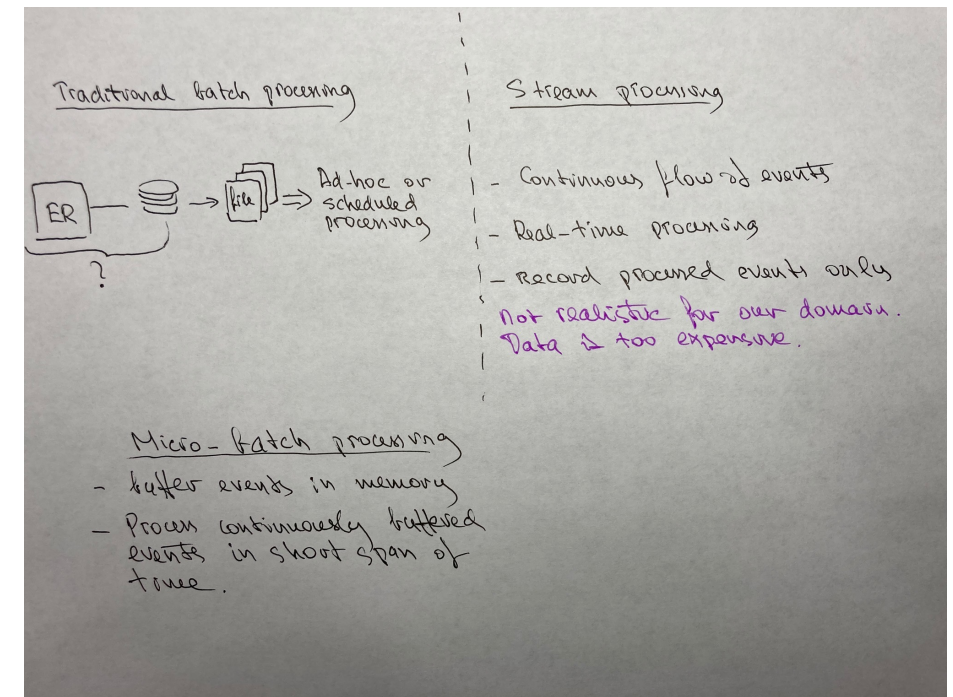 Traditional batch processing
ER
?
file
Ad-hoc or
scheduled
processing
Stream processing
- Continuous flow of events
- Real-time processing
- Record processed events only
Not realistic for our domain.
Data is too expensive.
Micro-batch processing
- buffer events in memory
- Process continuously buffered
events in short span of
time.